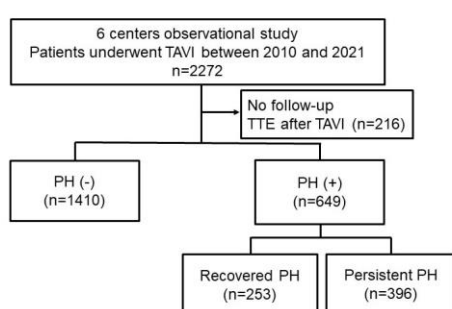 6 centers observational study
Patients underwent TAVI between 2010 and 2021
n=2272
No follow-up
TTE after TAVI (n=216)
PH (-)
(n=1410)
PH (+)
(n=649)
Recovered PH
(n=253)
Persistent PH
(n=396)